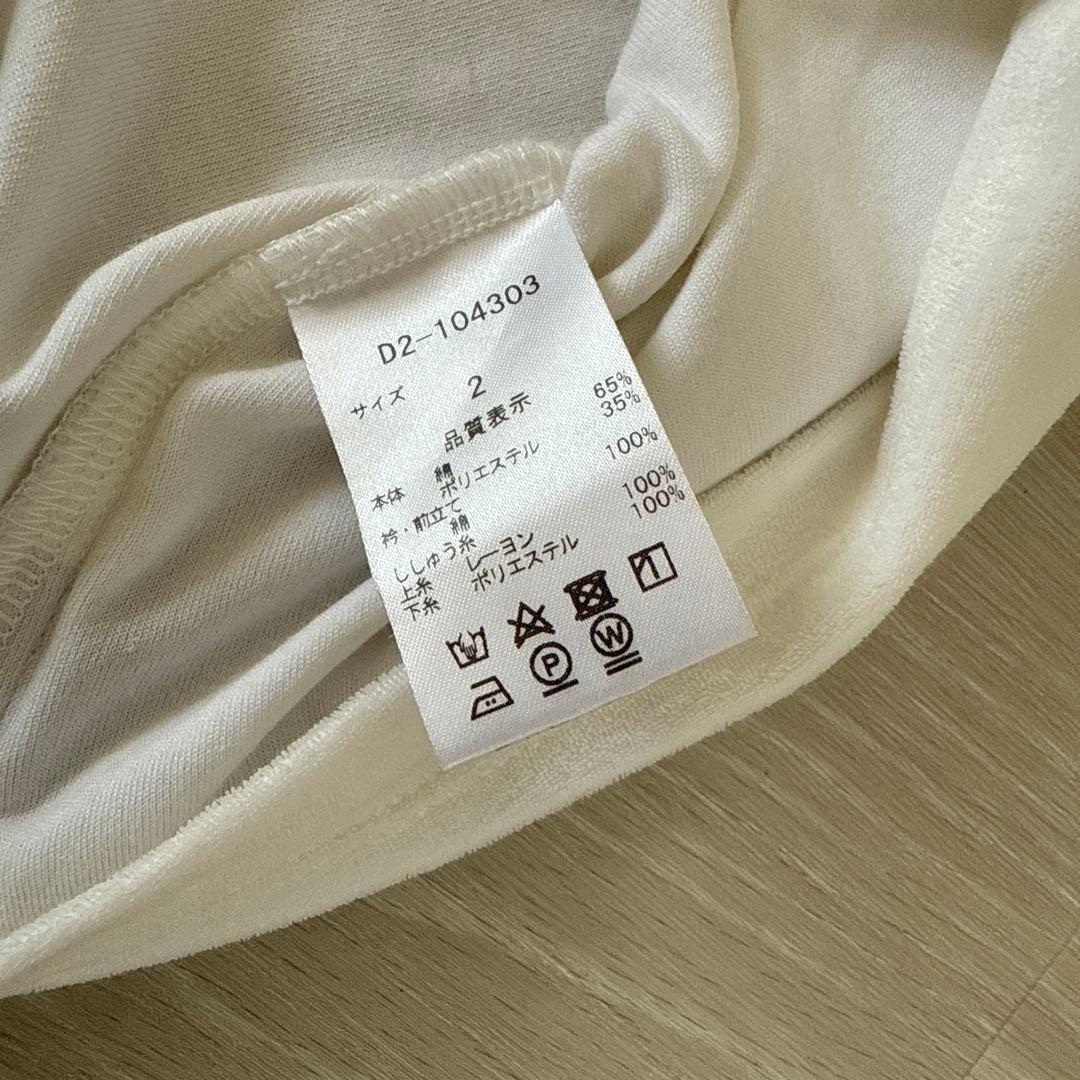 D2-104303
サイズ 2
品質表示
本体 綿 65%
ポリエステル 35%
衿・前立て
綿 100%
ししゅう糸
上糸 レーヨン 100%
下糸 ポリエステル 100%
P W